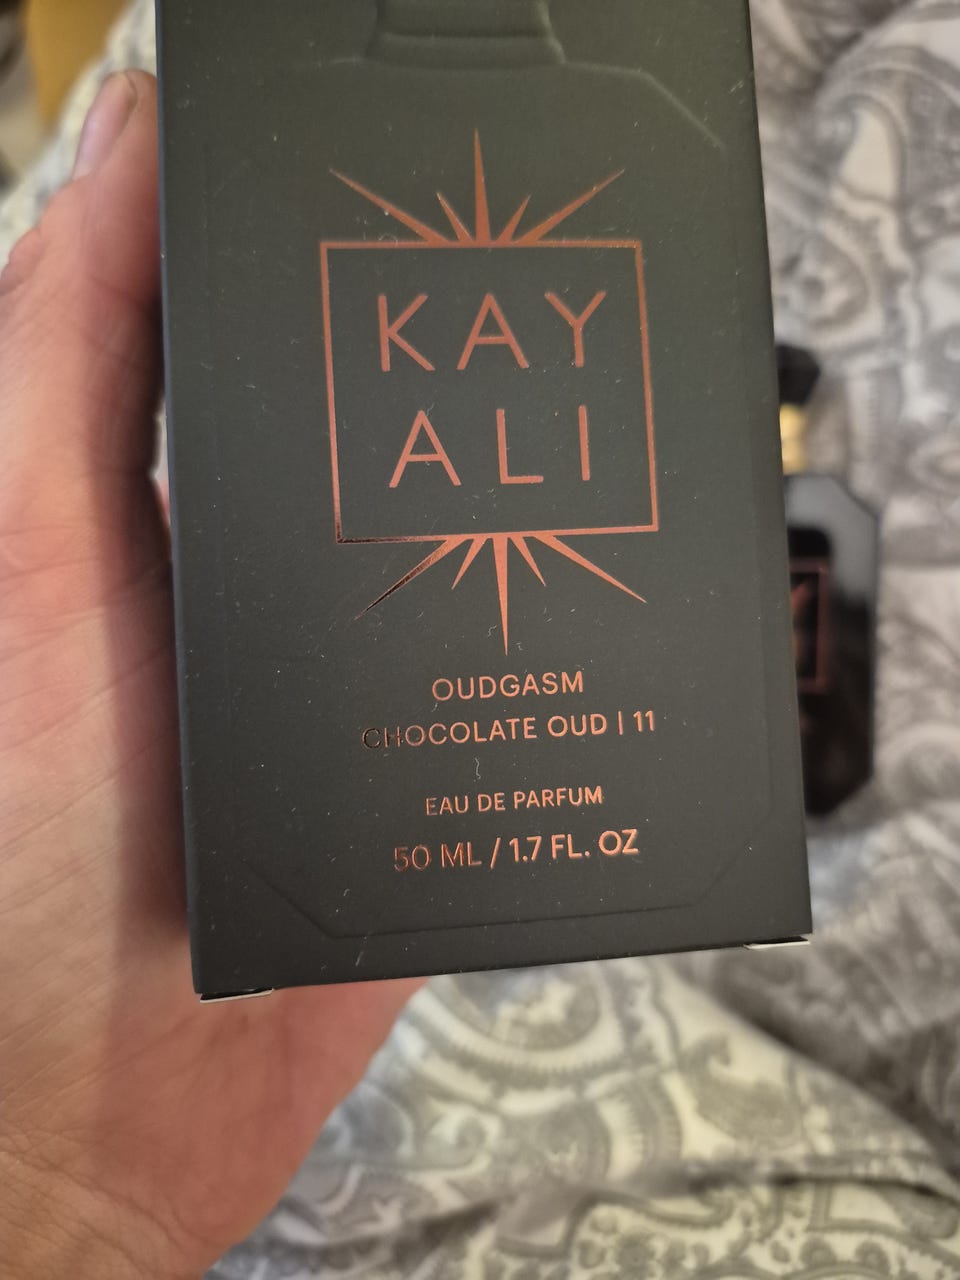 KAY
ALI
OUDGASM
CHOCOLATE OUD | 11
EAU DE PARFUM
50 ML / 1.7 FL. OZ